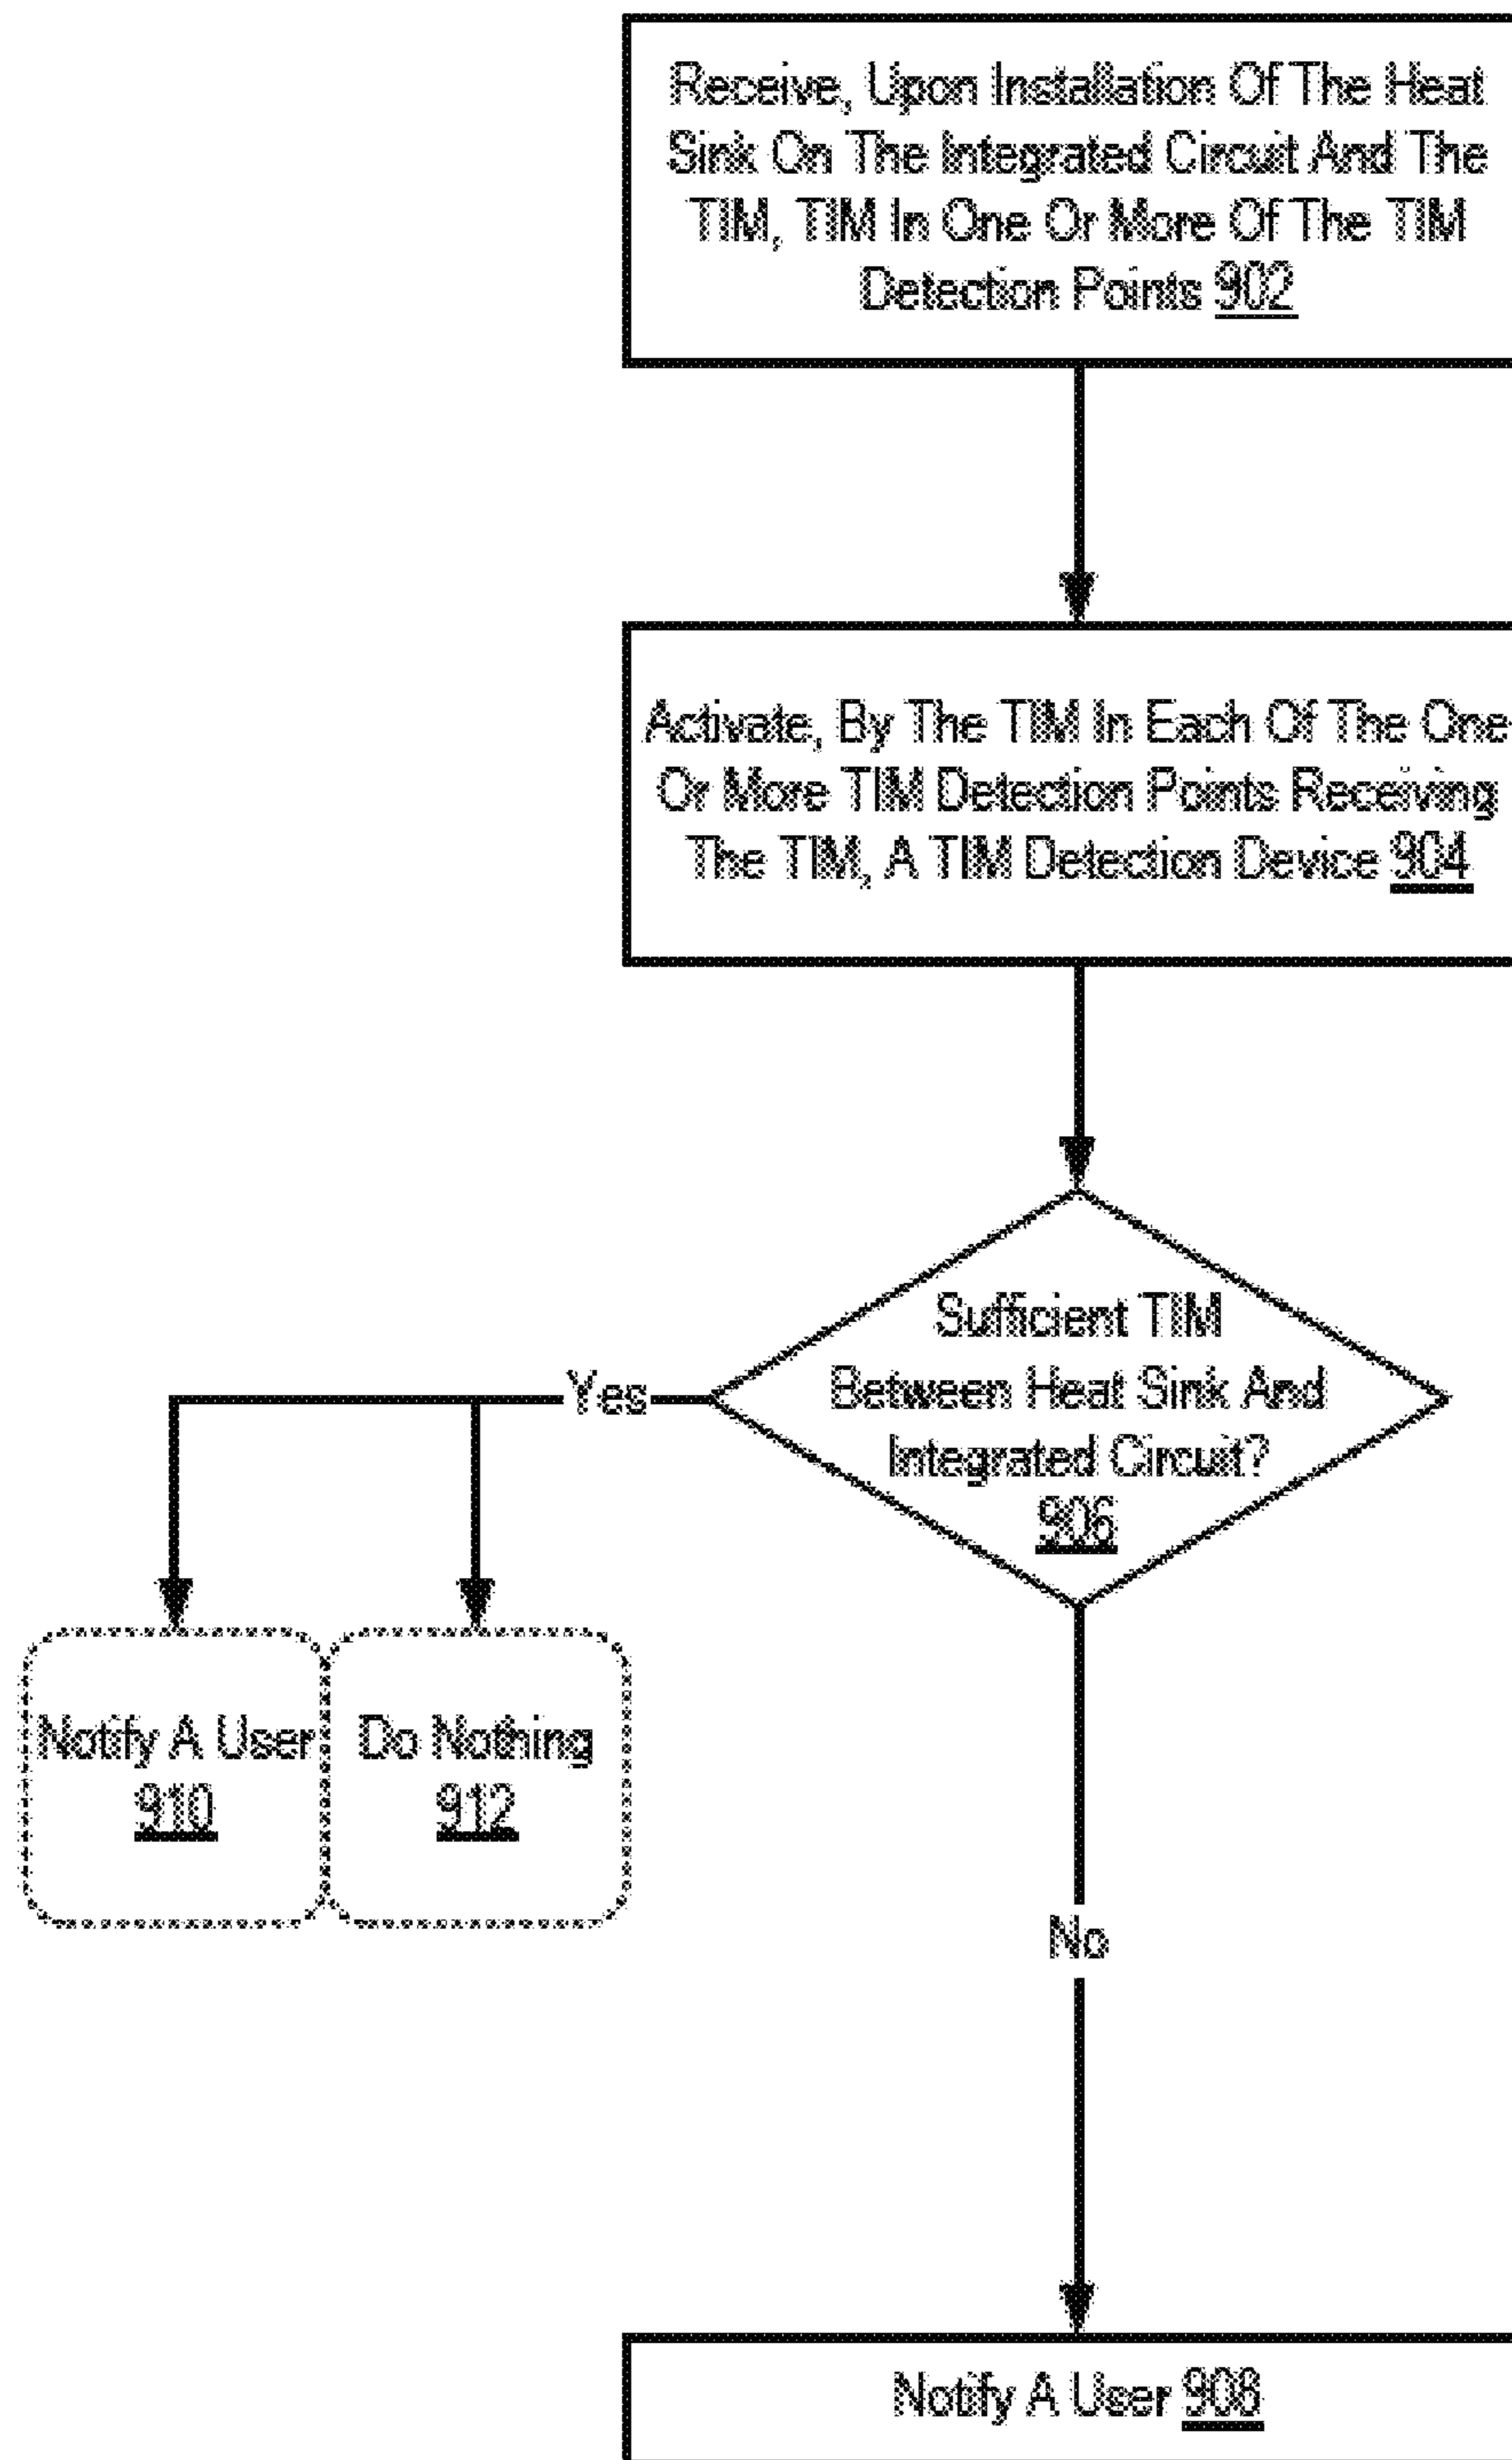 Receive, Upon Installation Of The Heat
Sink On The Integrated Circuit And The
TIM, TIM In One Or More Of The TIM
Detection Points 902
Activate, By The TIM In Each Of The One
Or More TIM Detection Points Receiving
The TIM, A TIM Detection Device 904
Sufficient TIM
Between Heat Sink And
Integrated Circuit?
906
Yes
Notify A User
910
Do Nothing
912
No
Notify A User 908